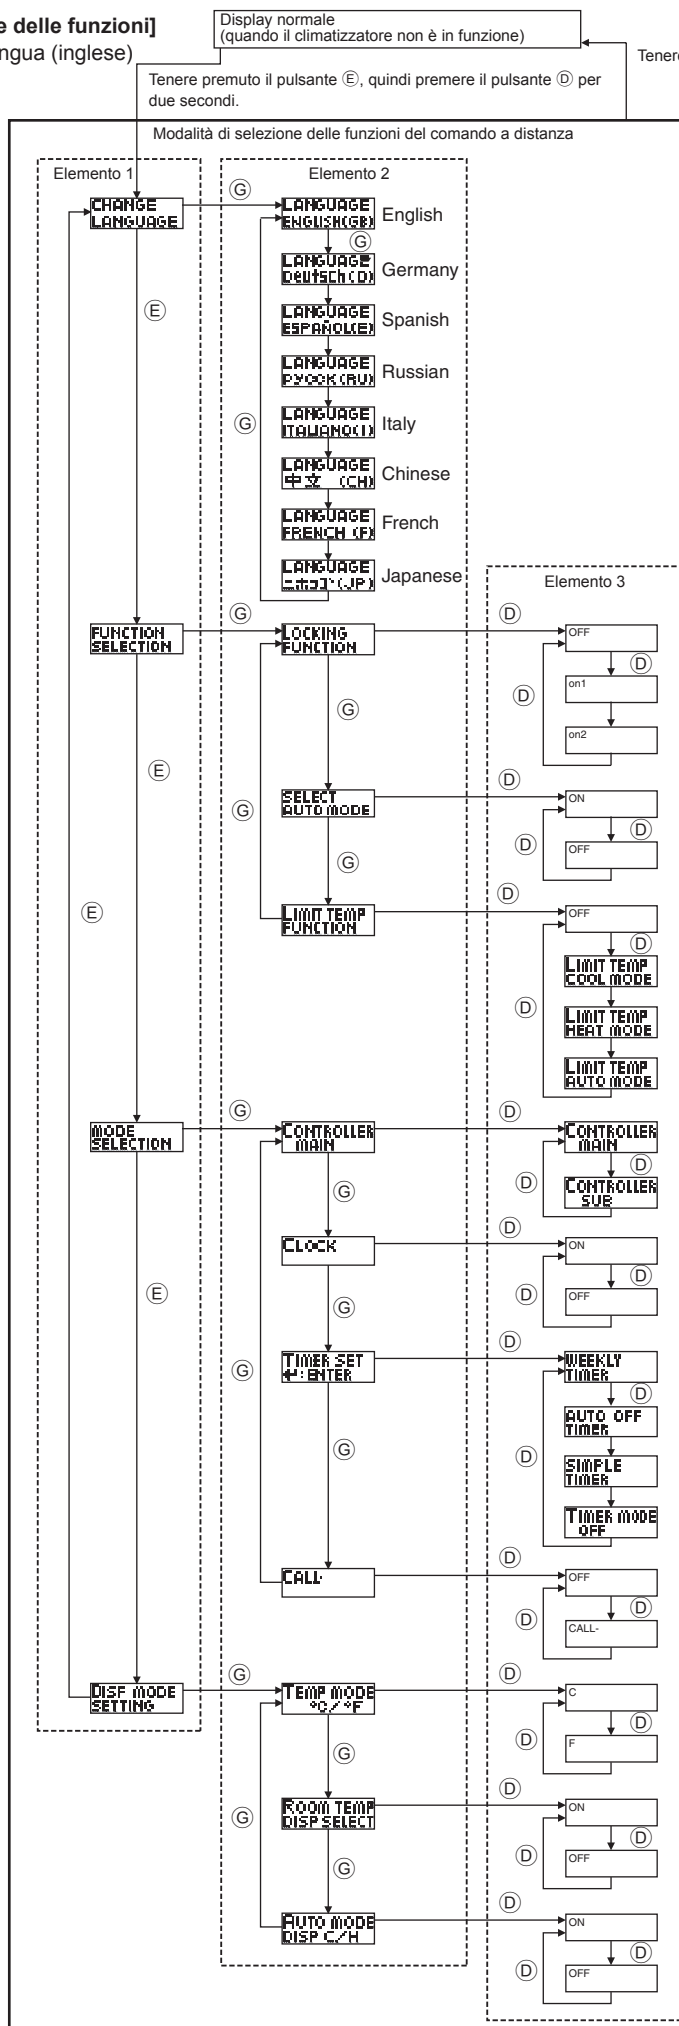 e delle funzioni]
ngua (inglese)
Display normale
(quando il climatizzatore non è in funzione)
Tenere
Tenere premuto il pulsante Ⓔ, quindi premere il pulsante Ⓓ per
due secondi.
Modalità di selezione delle funzioni del comando a distanza
Elemento 1
Elemento 2
Ⓖ
CHANGE
LANGUAGE
LANGUAGE
ENGLISH(GB)
English
Ⓖ
LANGUAGE
Deutsch(D)
Germany
Ⓔ
LANGUAGE
ESPAÑOL(E)
Spanish
LANGUAGE
РУССК(RU)
Russian
Ⓖ
LANGUAGE
ITALIANO(I)
Italy
LANGUAGE
中文 (CH)
Chinese
LANGUAGE
FRENCH (F)
French
LANGUAGE
ニホンゴ(JP)
Japanese
Elemento 3
FUNCTION
SELECTION
Ⓖ
LOCKING
FUNCTION
Ⓓ
OFF
Ⓓ
Ⓖ
Ⓓ
on1
on2
Ⓔ
Ⓖ
SELECT
AUTO MODE
Ⓓ
ON
Ⓓ
Ⓓ
OFF
Ⓖ
Ⓔ
LIMIT TEMP
FUNCTION
Ⓓ
OFF
Ⓓ
LIMIT TEMP
COOL MODE
Ⓓ
LIMIT TEMP
HEAT MODE
LIMIT TEMP
AUTO MODE
MODE
SELECTION
Ⓖ
CONTROLLER
MAIN
Ⓓ
CONTROLLER
MAIN
Ⓓ
Ⓖ
Ⓓ
CONTROLLER
SUB
CLOCK
Ⓓ
ON
Ⓓ
Ⓔ
Ⓖ
Ⓓ
OFF
Ⓖ
TIMER SET
↵:ENTER
Ⓓ
WEEKLY
TIMER
Ⓓ
Ⓖ
Ⓓ
AUTO OFF
TIMER
SIMPLE
TIMER
TIMER MODE
OFF
CALL-
Ⓓ
OFF
Ⓓ
Ⓓ
CALL-
DISP MODE
SETTING
Ⓖ
TEMP MODE
°C/°F
Ⓓ
C
Ⓓ
Ⓖ
Ⓓ
F
Ⓖ
ROOM TEMP
DISP SELECT
Ⓓ
ON
Ⓓ
Ⓖ
Ⓓ
OFF
AUTO MODE
DISP C/H
Ⓓ
ON
Ⓓ
Ⓓ
OFF